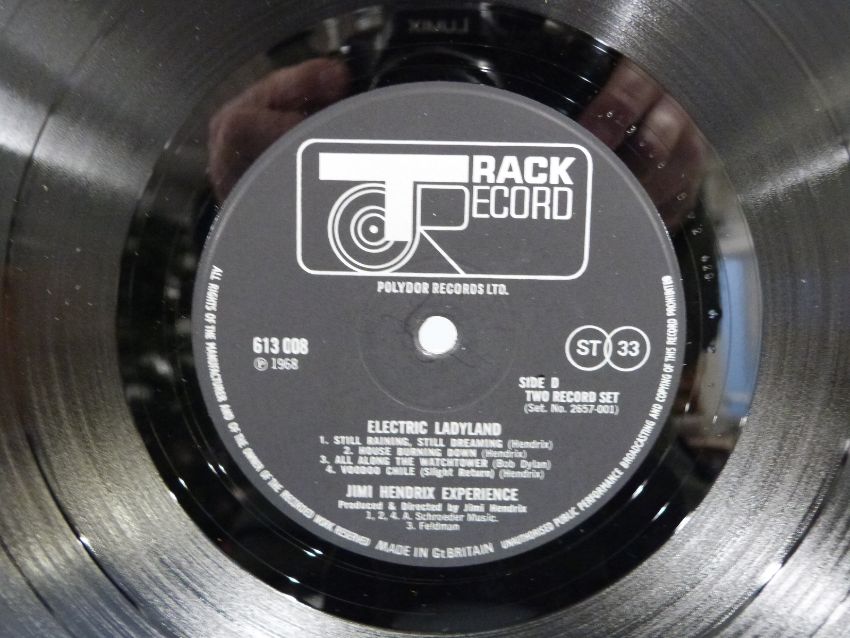 TRACK
RECORD
POLYDOR RECORDS LTD.
613 008
℗ 1968
ST 33
SIDE D
TWO RECORD SET
(Set. No. 2657-001)
ELECTRIC LADYLAND
1. STILL RAINING, STILL DREAMING (Hendrix)
2. HOUSE BURNING DOWN (Hendrix)
3. ALL ALONG THE WATCHTOWER (Bob Dylan)
4. VOODOO CHILE (Slight Return) (Hendrix)
JIMI HENDRIX EXPERIENCE
Produced & Directed by Jimi Hendrix
1, 2, 4. A. Schroeder Music.
3. Feldman
ALL RIGHTS OF THE MANUFACTURER AND OF THE OWNER OF THE RECORDED WORK RESERVED
MADE IN Gt BRITAIN
UNAUTHORISED PUBLIC PERFORMANCE BROADCASTING AND COPYING OF THIS RECORD PROHIBITED